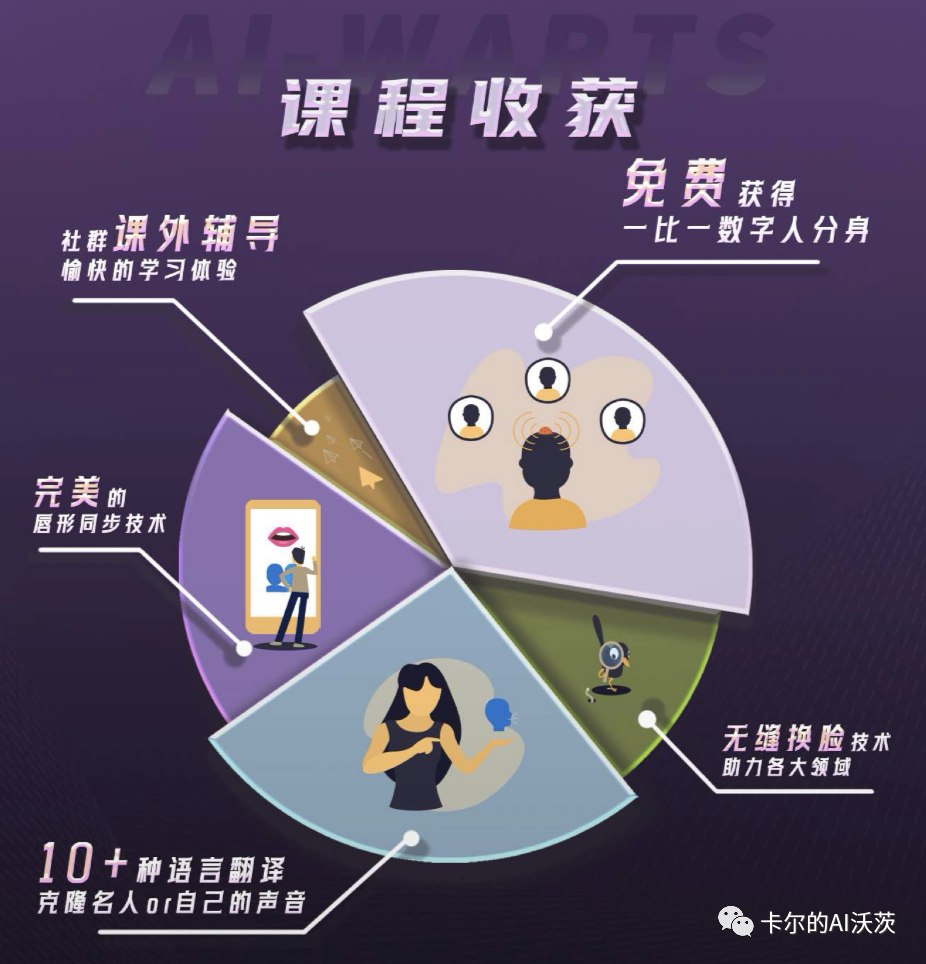 AI-WARTS
课程收获
免费获得
一比一数字人分身
社群课外辅导
愉快的学习体验
完美的
唇形同步技术
无缝换脸技术
助力各大领域
10+种语言翻译
克隆名人or自己的声音
卡尔的AI沃茨